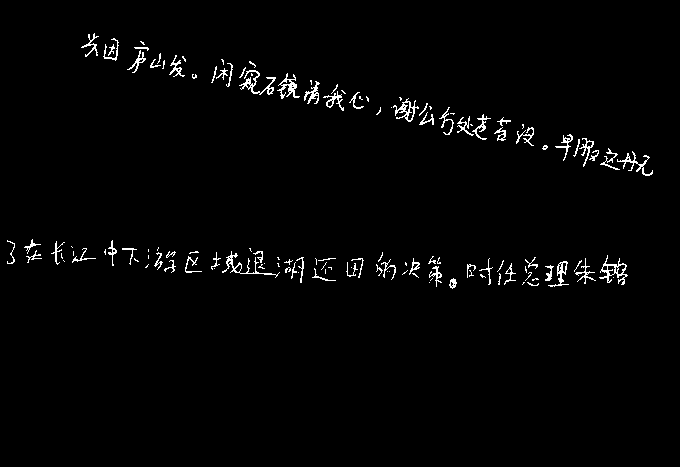 兴因庐山发。闲窥石镜清我心，谢公行处苍苔没。早服还丹无
了在长江中下游区域退湖还田的决策。时任总理朱镕